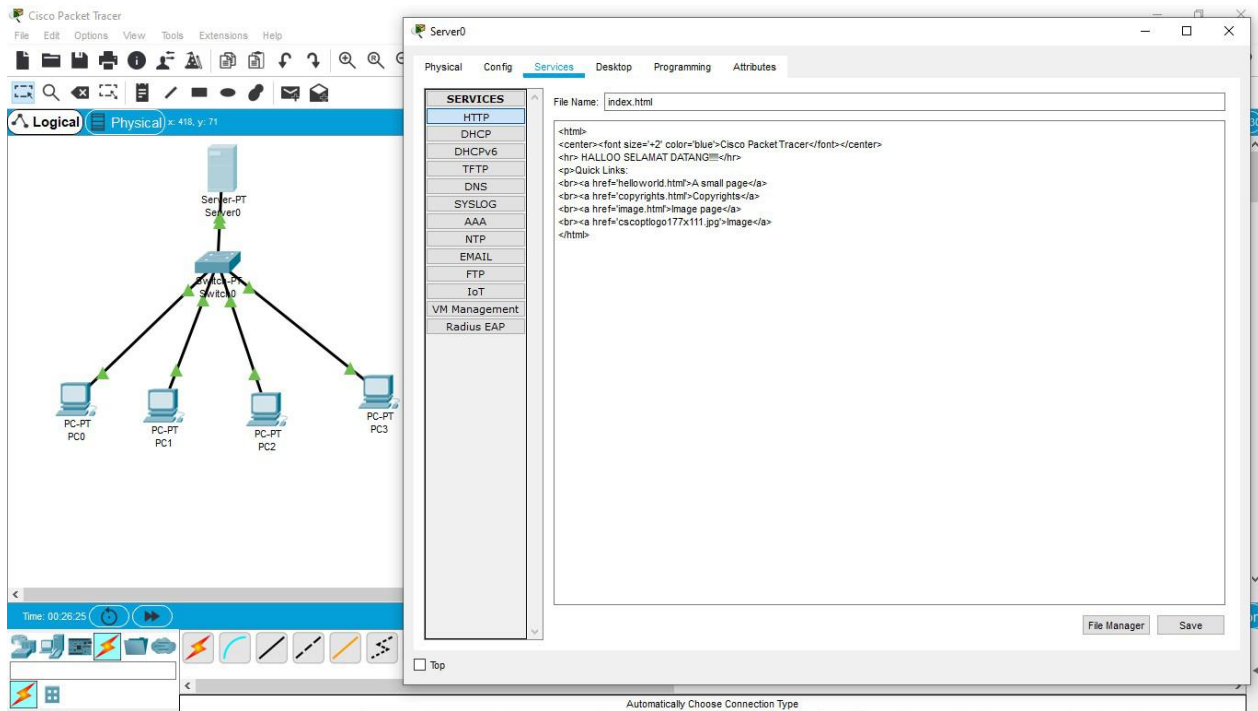 Cisco Packet Tracer
File Edit Options View Tools Extensions Help
Logical
Physical
x: 418, y: 71
Server-PT
Server0
Switch-PT
Switch0
PC-PT
PC0
PC-PT
PC1
PC-PT
PC2
PC-PT
PC3
Time: 00:26:25
Automatically Choose Connection Type
Server0
Physical Config Services Desktop Programming Attributes
SERVICES
HTTP
DHCP
DHCPv6
TFTP
DNS
SYSLOG
AAA
NTP
EMAIL
FTP
IoT
VM Management
Radius EAP
File Name: index.html
<html>
<center><font size='+2' color='blue'>Cisco Packet Tracer</font></center>
<hr> HALLOO SELAMAT DATANG!!!!</hr>
<p>Quick Links:
<br><a href='helloworld.html'>A small page</a>
<br><a href='copyrights.html'>Copyrights</a>
<br><a href='image.html'>Image page</a>
<br><a href='cscoptlogo177x111.jpg'>Image</a>
</html>
File Manager Save
Top